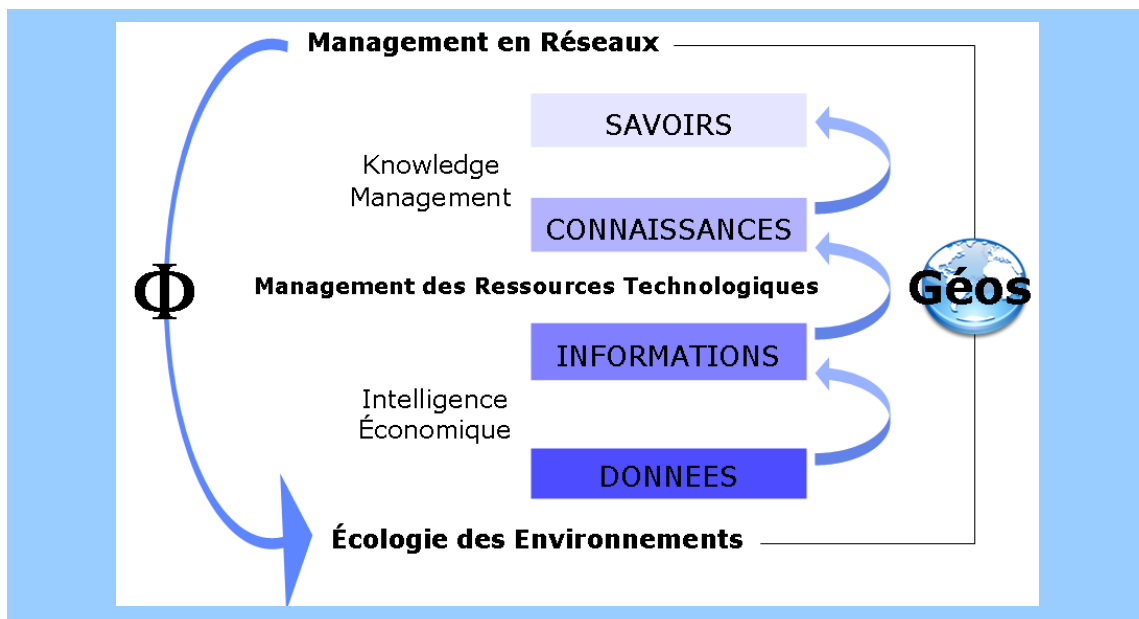 Management en Réseaux
SAVOIRS
Knowledge
Management
CONNAISSANCES
Φ
Management des Ressources Technologiques
Géos
INFORMATIONS
Intelligence
Économique
DONNEES
Écologie des Environnements